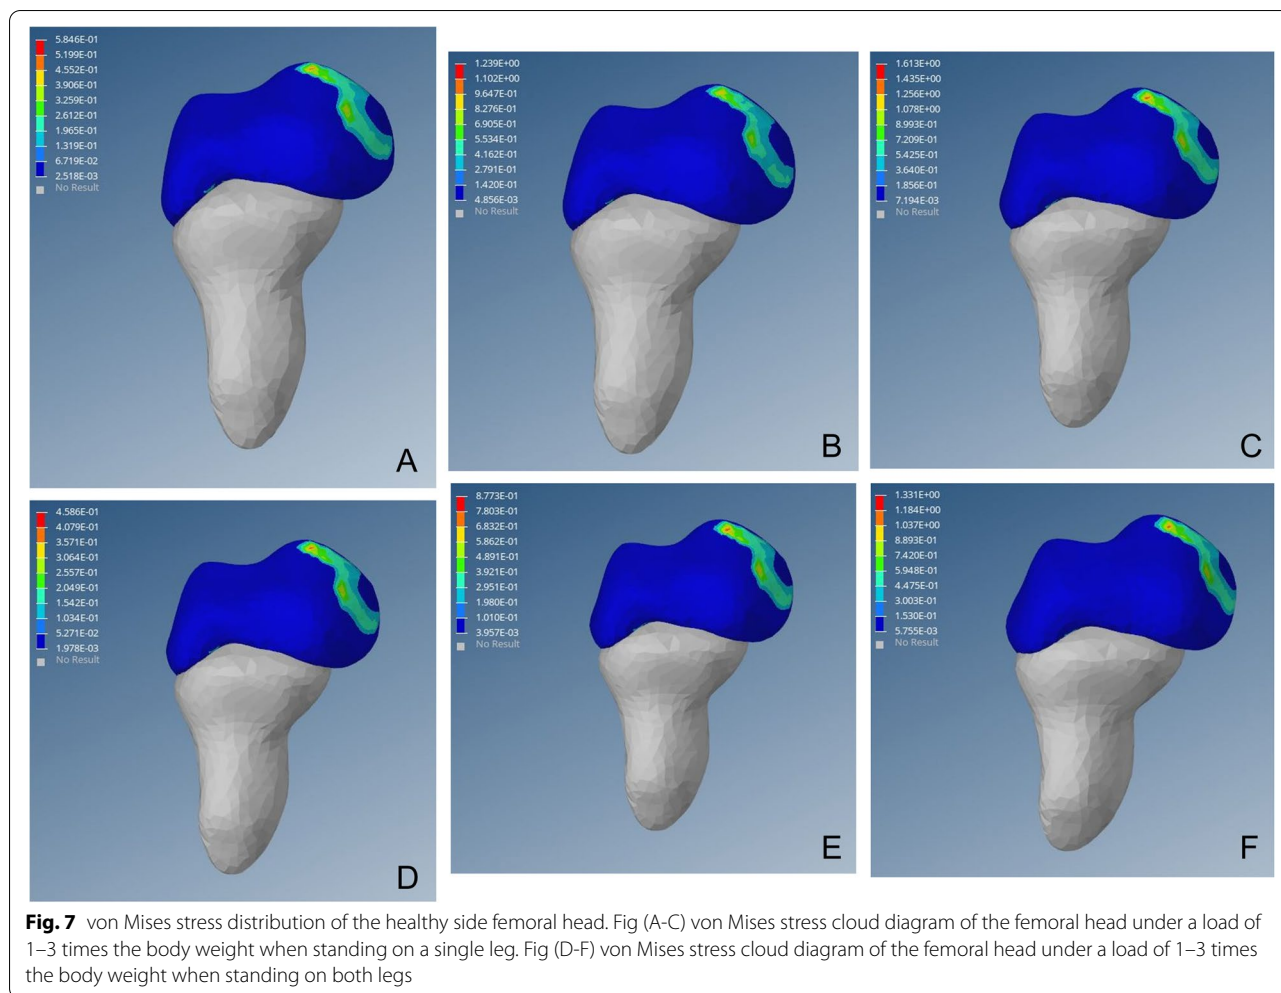 5.846E-01
5.199E-01
4.552E-01
3.906E-01
3.259E-01
2.612E-01
1.965E-01
1.319E-01
6.719E-02
2.518E-03
No Result
A
1.239E+00
1.102E+00
9.647E-01
8.276E-01
6.905E-01
5.534E-01
4.162E-01
2.791E-01
1.420E-01
4.856E-03
No Result
B
1.613E+00
1.435E+00
1.256E+00
1.078E+00
8.993E-01
7.209E-01
5.425E-01
3.640E-01
1.856E-01
7.194E-03
No Result
C
4.586E-01
4.079E-01
3.571E-01
3.064E-01
2.557E-01
2.049E-01
1.542E-01
1.034E-01
5.271E-02
1.978E-03
No Result
D
8.773E-01
7.803E-01
6.832E-01
5.862E-01
4.891E-01
3.921E-01
2.951E-01
1.980E-01
1.010E-01
3.957E-03
No Result
E
1.331E+00
1.184E+00
1.037E+00
8.893E-01
7.420E-01
5.948E-01
4.475E-01
3.003E-01
1.530E-01
5.755E-03
No Result
F
Fig. 7 von Mises stress distribution of the healthy side femoral head. Fig (A-C) von Mises stress cloud diagram of the femoral head under a load of
1–3 times the body weight when standing on a single leg. Fig (D-F) von Mises stress cloud diagram of the femoral head under a load of 1–3 times
the body weight when standing on both legs